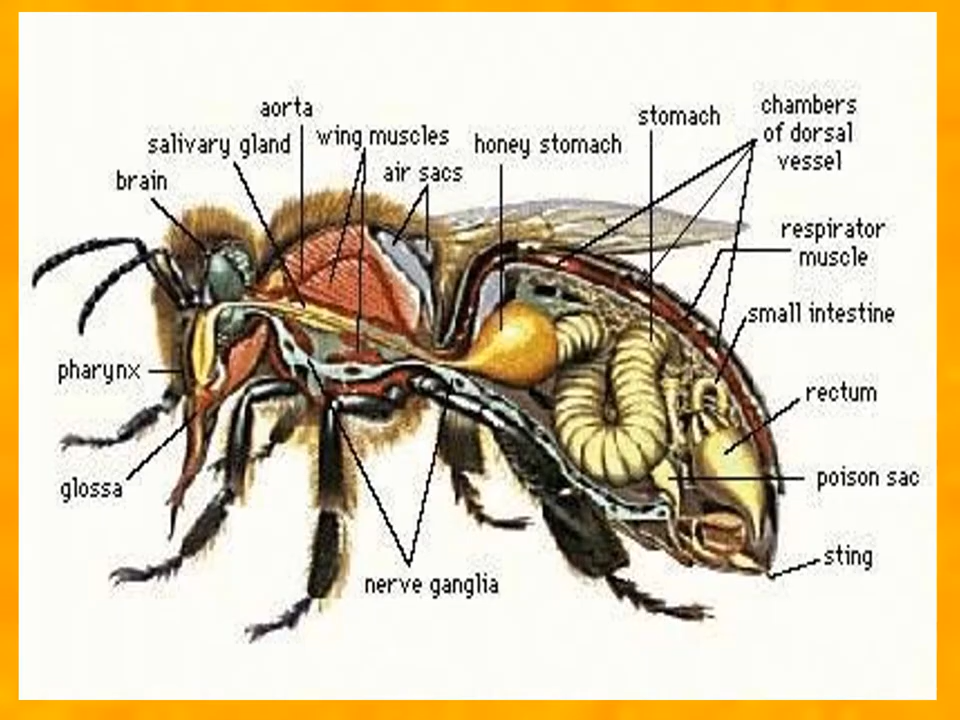 aorta
salivary gland
wing muscles
air sacs
honey stomach
stomach
chambers
of dorsal
vessel
brain
respirator
muscle
small intestine
pharynx
rectum
glossa
poison sac
sting
nerve ganglia